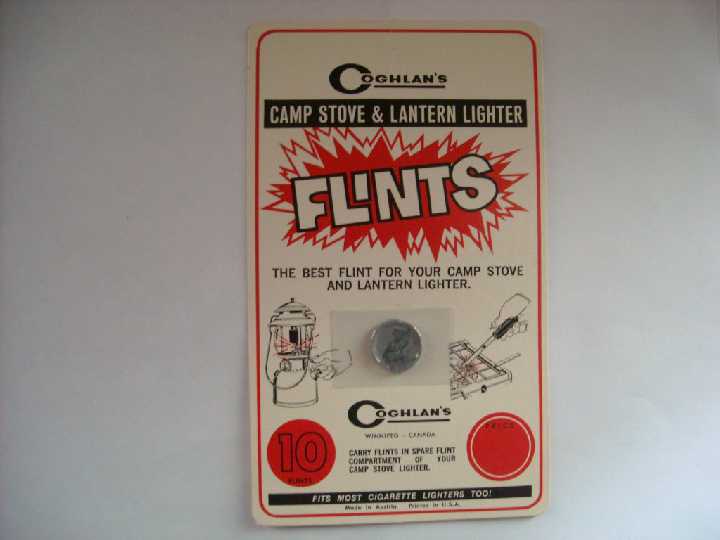 COGHLAN'S
CAMP STOVE & LANTERN LIGHTER
FLINTS
THE BEST FLINT FOR YOUR CAMP STOVE
AND LANTERN LIGHTER.
COGHLAN'S
WINNIPEG - CANADA
10
FLINTS
CARRY FLINTS IN SPARE FLINT
COMPARTMENT OF YOUR
CAMP STOVE LIGHTER.
PRICE
FITS MOST CIGARETTE LIGHTERS TOO!
Made in Austria Printed in U.S.A.